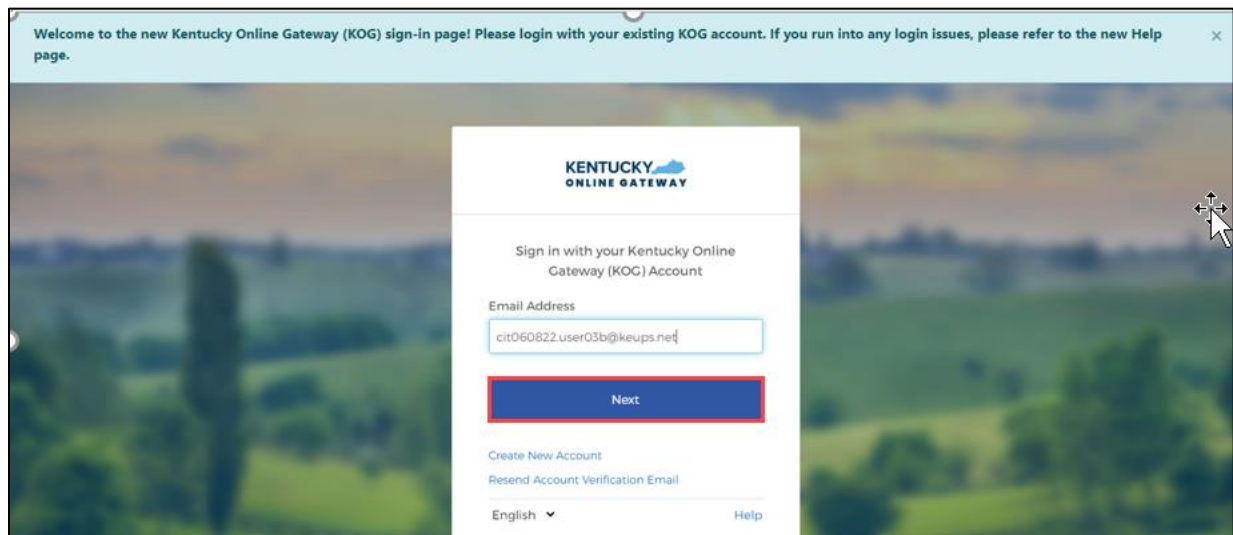 Welcome to the new Kentucky Online Gateway (KOG) sign-in page! Please login with your existing KOG account. If you run into any login issues, please refer to the new Help
page.
KENTUCKY
ONLINE GATEWAY
Sign in with your Kentucky Online
Gateway (KOG) Account
Email Address
cit060822.user03b@keups.net
Next
Create New Account
Resend Account Verification Email
English
Help